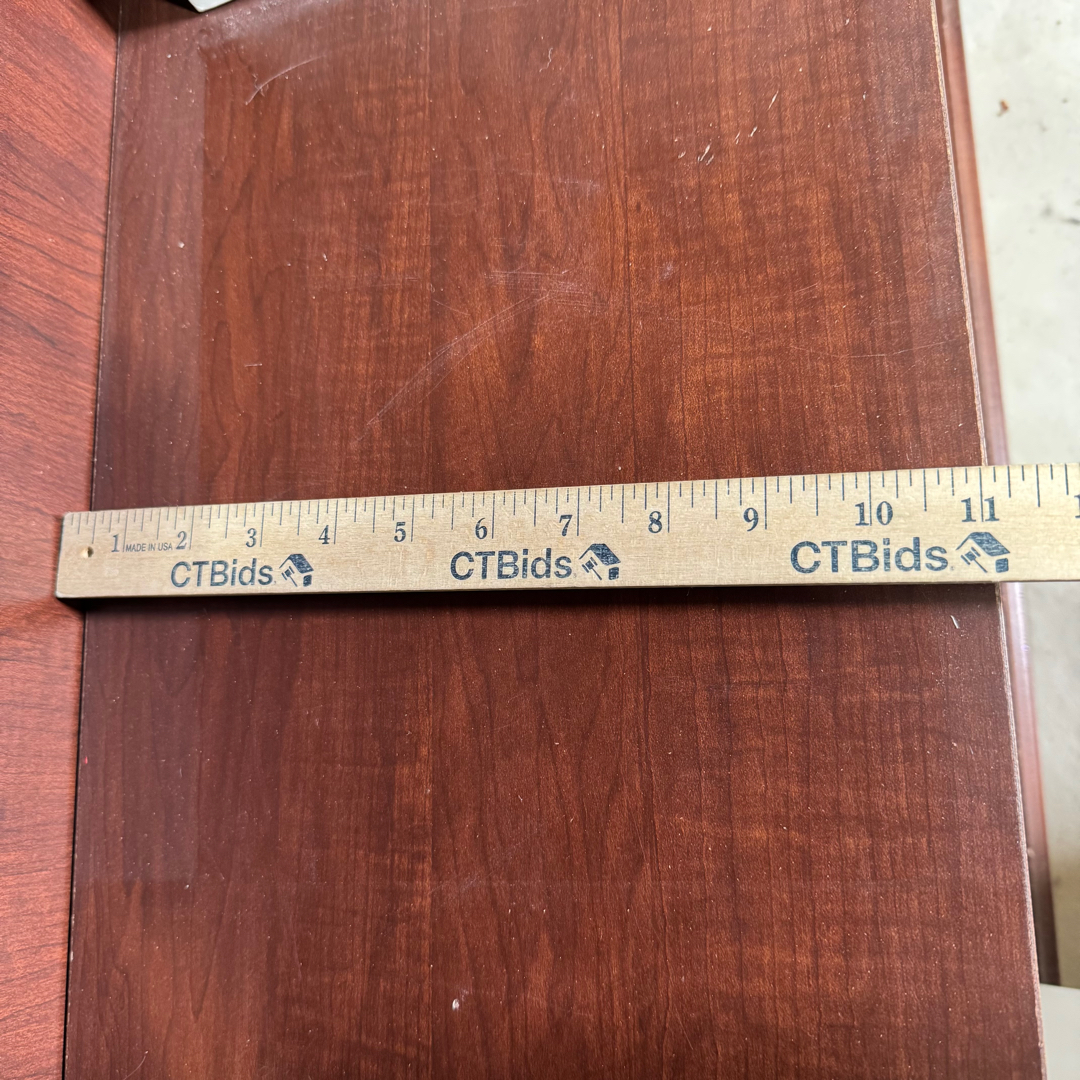 1 MADE IN USA 2 3 4 5 6 7 8 9 10 11
CTBids CTBids CTBids